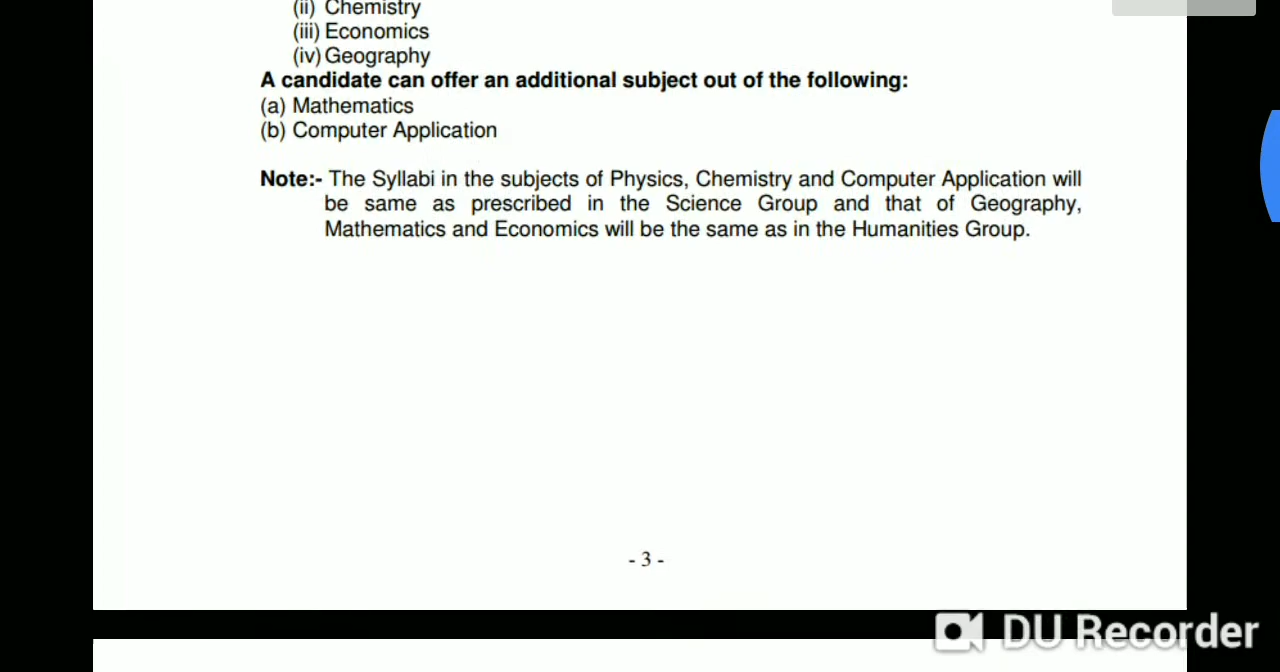 (ii) Chemistry
(iii) Economics
(iv) Geography
A candidate can offer an additional subject out of the following:
(a) Mathematics
(b) Computer Application
Note:- The Syllabi in the subjects of Physics, Chemistry and Computer Application will
be same as prescribed in the Science Group and that of Geography,
Mathematics and Economics will be the same as in the Humanities Group.
- 3 -
DU Recorder